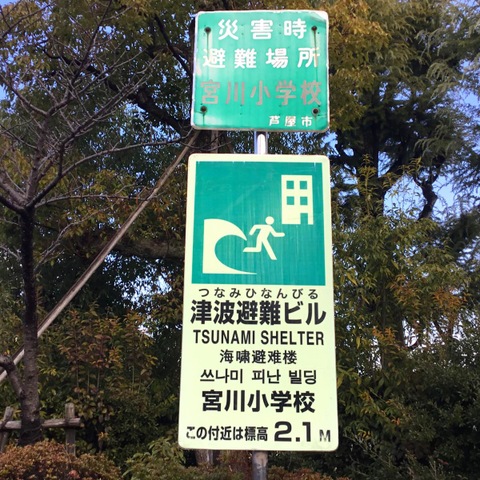 災害時
避難場所
宮川小学校
芦屋市
つなみひなんびる
津波避難ビル
TSUNAMI SHELTER
海啸避难楼
쓰나미 피난 빌딩
宮川小学校
この付近は標高 2.1M